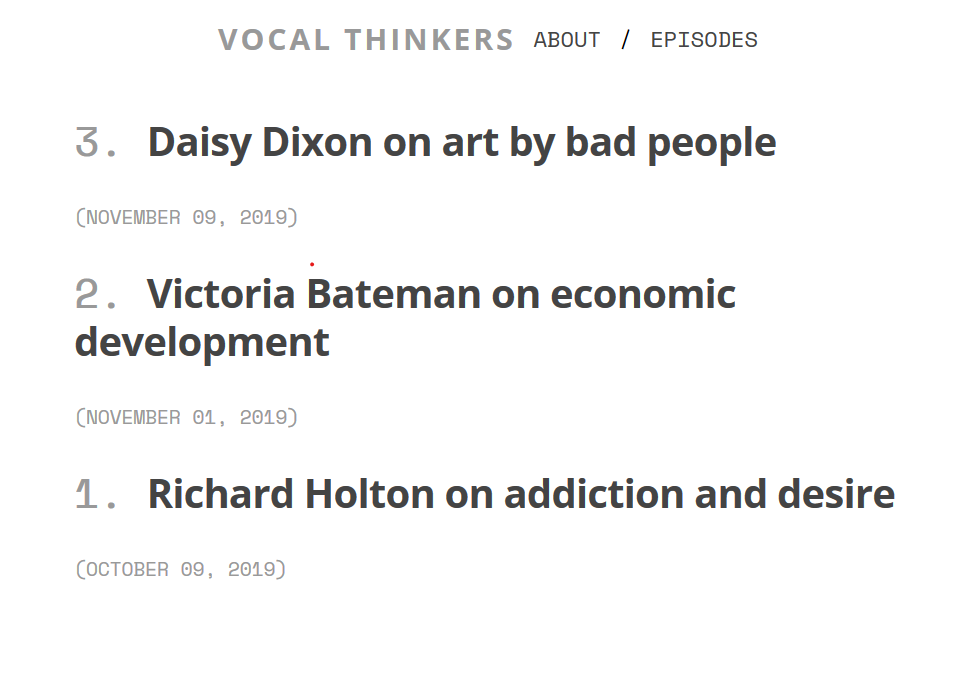 VOCAL THINKERS ABOUT / EPISODES
3. Daisy Dixon on art by bad people
(NOVEMBER 09, 2019)
2. Victoria Bateman on economic
development
(NOVEMBER 01, 2019)
1. Richard Holton on addiction and desire
(OCTOBER 09, 2019)